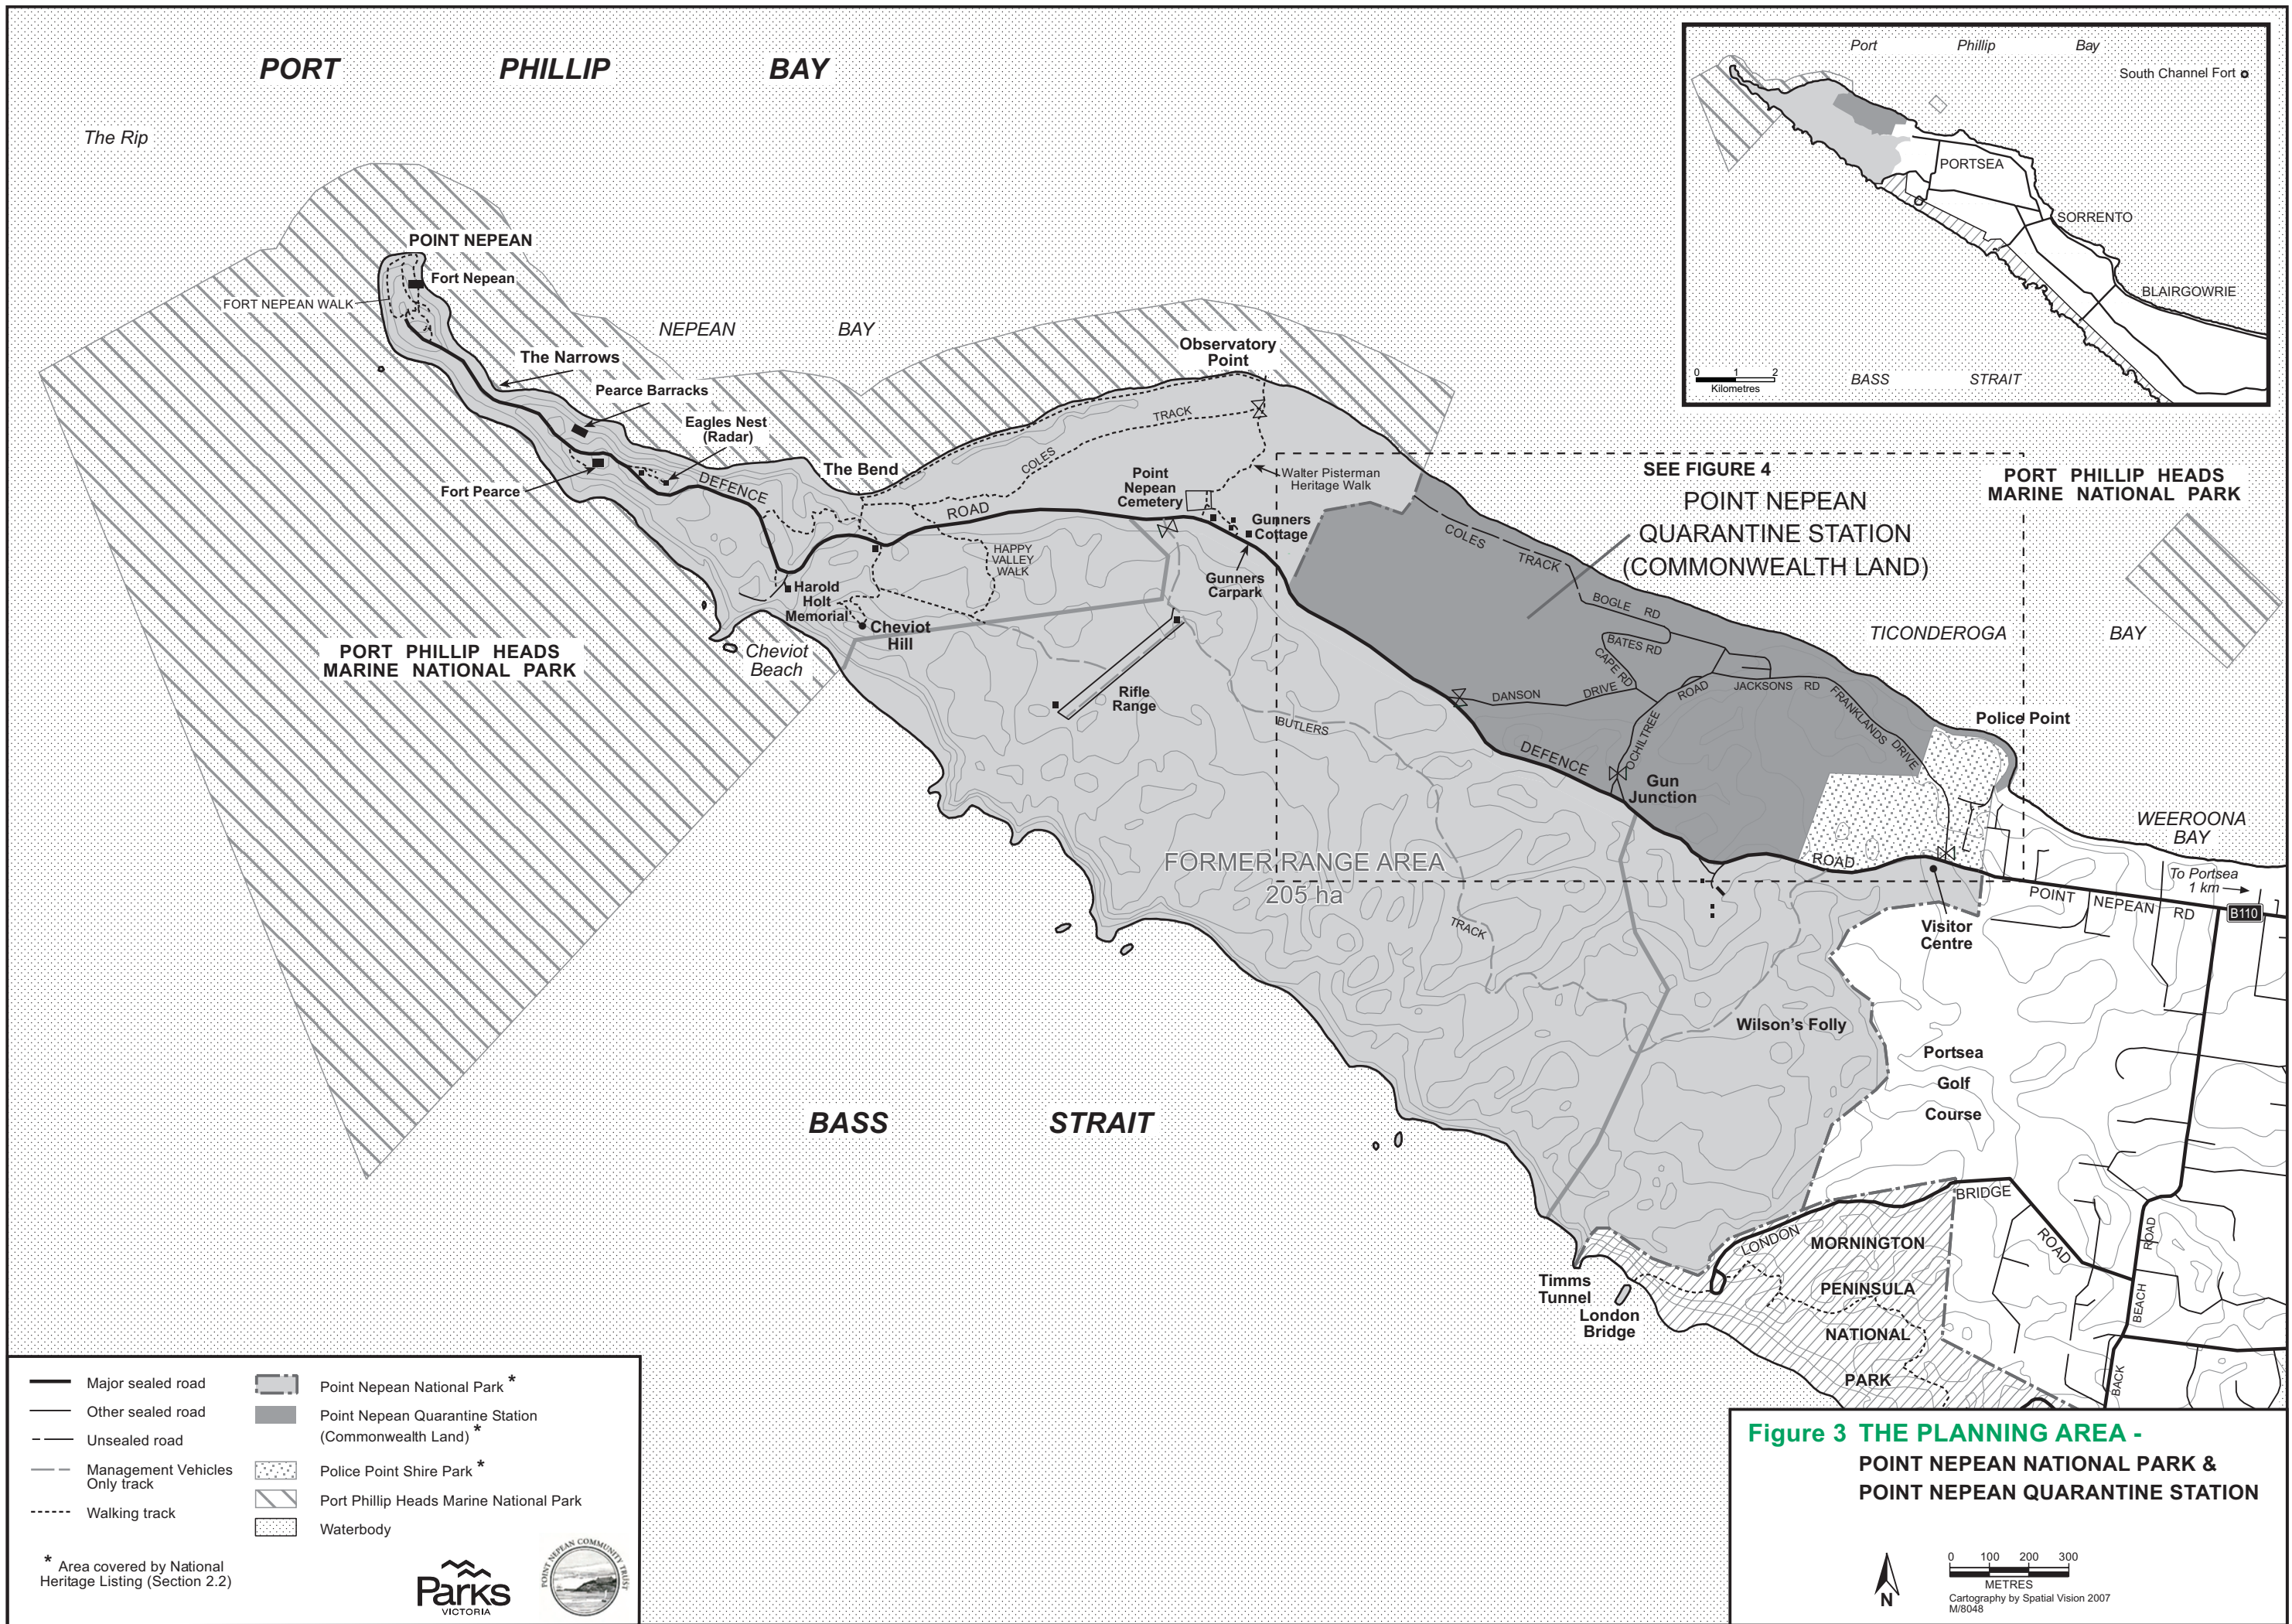 PORT PHILLIP BAY
The Rip
POINT NEPEAN
Fort Nepean
FORT NEPEAN WALK
NEPEAN BAY
The Narrows
Pearce Barracks
Eagles Nest
(Radar)
Fort Pearce
The Bend
DEFENCE ROAD
COLES TRACK
Observatory
Point
Point
Nepean
Cemetery
Walter Pisterman
Heritage Walk
Gunners
Cottage
Gunners
Carpark
HAPPY
VALLEY
WALK
Harold
Holt
Memorial
Cheviot
Hill
Cheviot
Beach
Rifle
Range
PORT PHILLIP HEADS
MARINE NATIONAL PARK
SEE FIGURE 4
POINT NEPEAN
QUARANTINE STATION
(COMMONWEALTH LAND)
PORT PHILLIP HEADS
MARINE NATIONAL PARK
COLES TRACK
BOGLE RD
BATES RD
CAPE RD
DANSON DRIVE
OCHILTREE ROAD
JACKSONS RD
FRANKLANDS DRIVE
TICONDEROGA BAY
Police Point
BUTLERS TRACK
DEFENCE ROAD
Gun
Junction
FORMER RANGE AREA
205 ha
WEEROONA
BAY
To Portsea
1 km
POINT NEPEAN RD
B110
Visitor
Centre
Wilson's Folly
Portsea
Golf
Course
BASS STRAIT
LONDON BRIDGE ROAD
MORNINGTON
PENINSULA
NATIONAL
PARK
Timms
Tunnel
London
Bridge
BACK BEACH ROAD
Port Phillip Bay
South Channel Fort
PORTSEA
SORRENTO
BLAIRGOWRIE
BASS STRAIT
0 1 2
Kilometres
Major sealed road
Other sealed road
Unsealed road
Management Vehicles
Only track
Walking track
Point Nepean National Park *
Point Nepean Quarantine Station
(Commonwealth Land) *
Police Point Shire Park *
Port Phillip Heads Marine National Park
Waterbody
* Area covered by National
Heritage Listing (Section 2.2)
Parks
VICTORIA
POINT NEPEAN COMMUNITY TRUST
Figure 3 THE PLANNING AREA -
POINT NEPEAN NATIONAL PARK &
POINT NEPEAN QUARANTINE STATION
N
0 100 200 300
METRES
Cartography by Spatial Vision 2007
M/8048